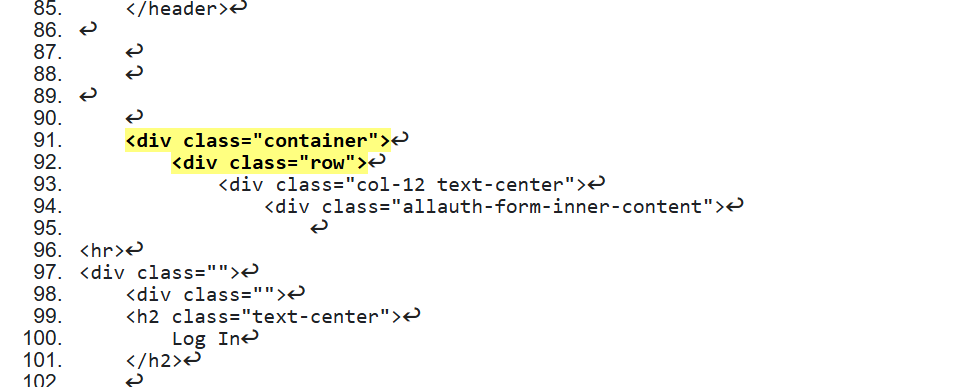 85. </header>↩
86. ↩
87. ↩
88. ↩
89. ↩
90. ↩
91. <div class="container">↩
92. <div class="row">↩
93. <div class="col-12 text-center">↩
94. <div class="allauth-form-inner-content">↩
95. ↩
96. <hr>↩
97. <div class="">↩
98. <div class="">↩
99. <h2 class="text-center">↩
100. Log In↩
101. </h2>↩
102. ↩